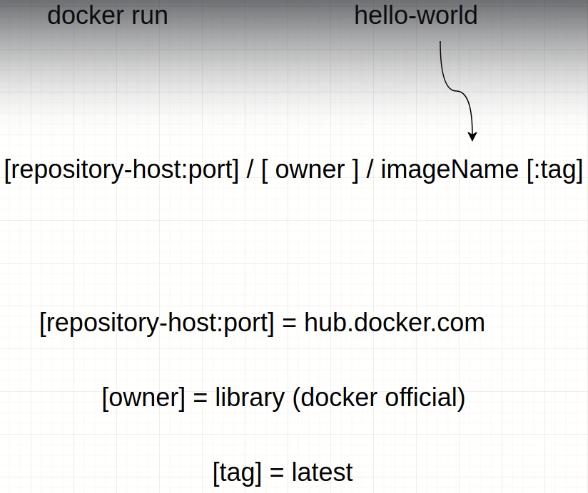 docker run hello-world
[repository-host:port] / [ owner ] / imageName [:tag]
[repository-host:port] = hub.docker.com
[owner] = library (docker official)
[tag] = latest